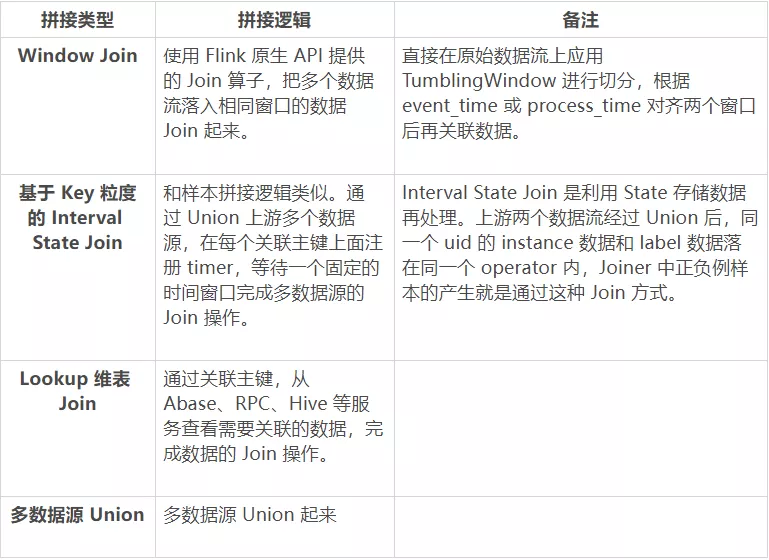 拼接类型
拼接逻辑
备注
Window Join
使用 Flink 原生 API 提供
的 Join 算子，把多个数据
流落入相同窗口的数据
Join 起来。
直接在原始数据流上应用
TumblingWindow 进行切分，根据
event_time 或 process_time 对齐两个窗口
后再关联数据。
基于 Key 粒度
的 Interval
State Join
和样本拼接逻辑类似。通
过 Union 上游多个数据
源，在每个关联主键上面注
册 timer，等待一个固定的
时间窗口完成多数据源的
Join 操作。
Interval State Join 是利用 State 存储数据
再处理。上游两个数据流经过 Union 后，同
一个 uid 的 instance 数据和 label 数据落
在同一个 operator 内，Joiner 中正负例样
本的产生就是通过这种 Join 方式。
Lookup 维表
Join
通过关联主键，从
Abase、RPC、Hive 等服
务查看需要关联的数据，完
成数据的 Join 操作。
多数据源 Union
多数据源 Union 起来